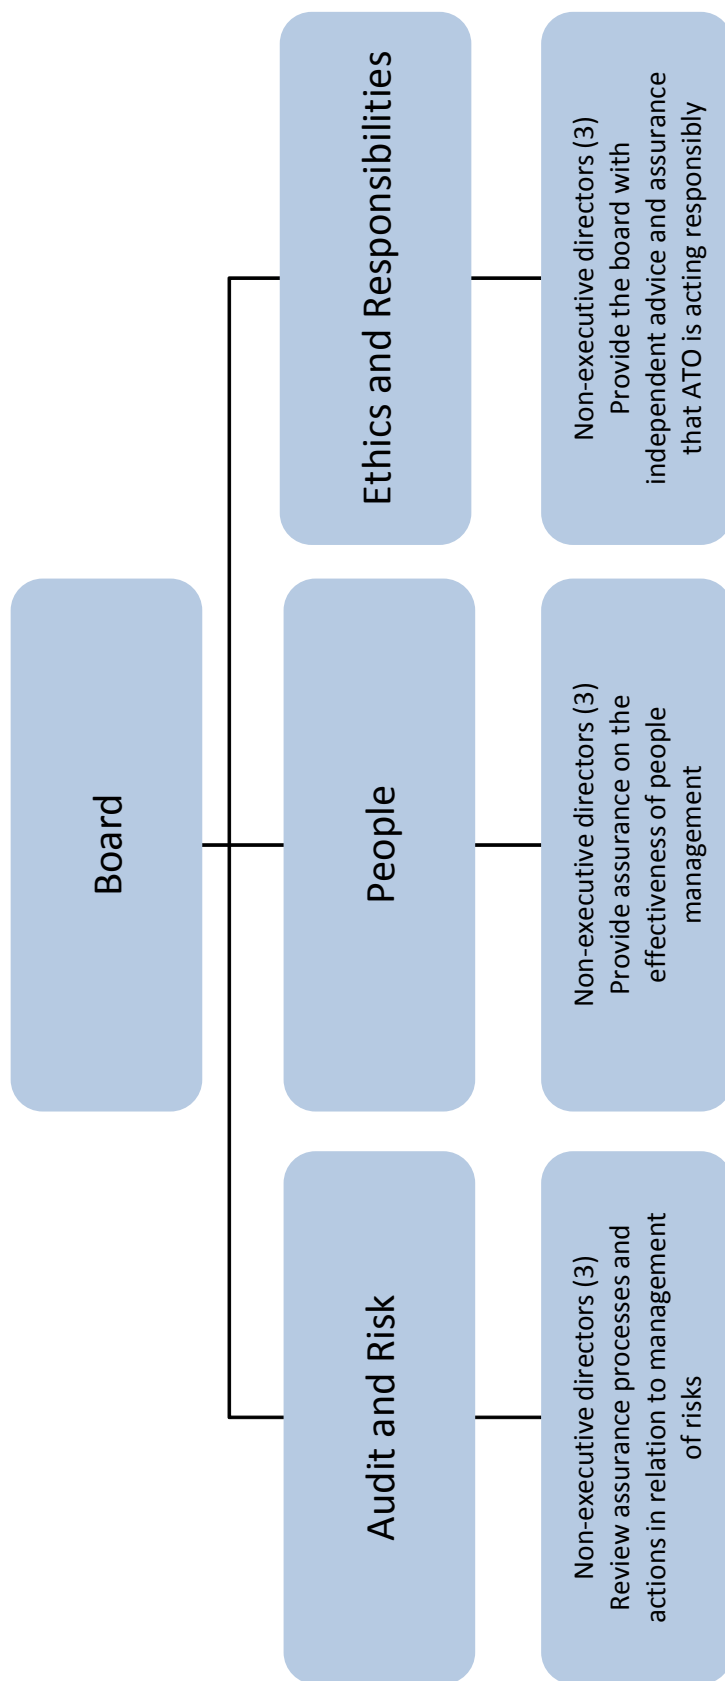 Board
Audit and Risk
People
Ethics and Responsibilities
Non-executive directors (3)
Review assurance processes and
actions in relation to management
of risks
Non-executive directors (3)
Provide assurance on the
effectiveness of people
management
Non-executive directors (3)
Provide the board with
independent advice and assurance
that ATO is acting responsibly